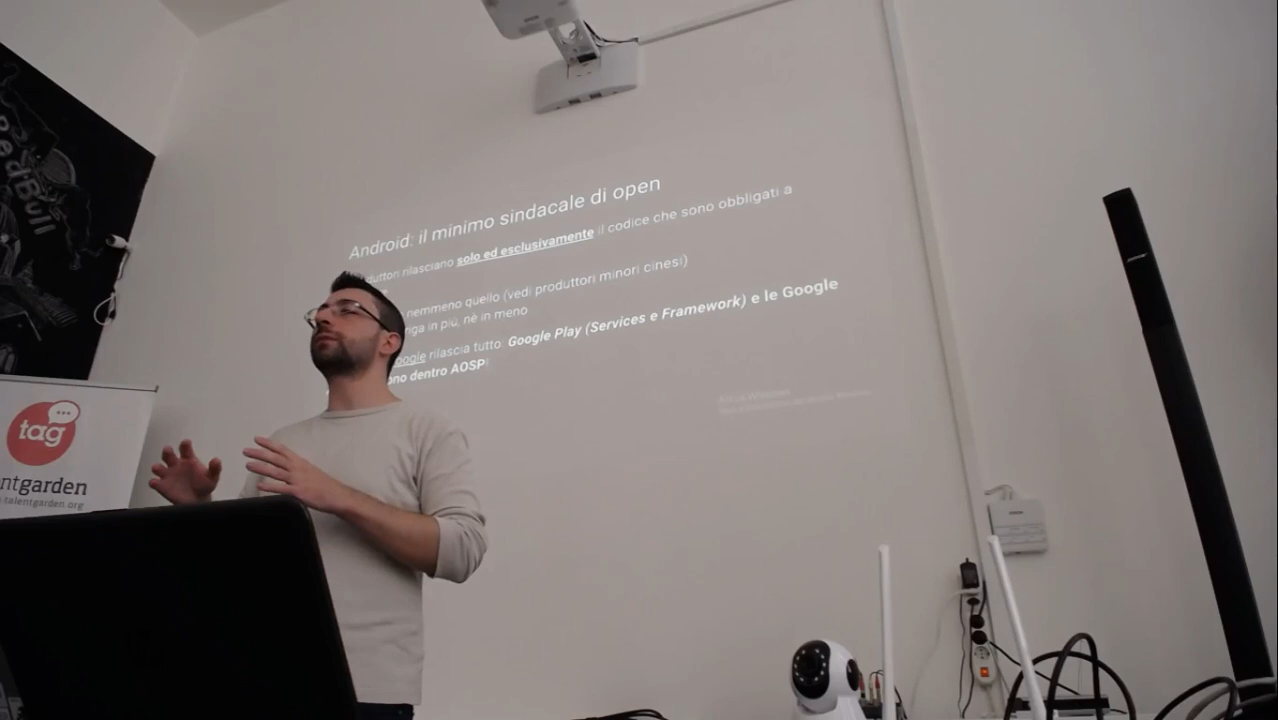 RedBull
Android: il minimo sindacale di open
duttori rilasciano solo ed esclusivamente il codice che sono obbligati a
nemmeno quello (vedi produttori minori cinesi)
riga in più, nè in meno
oogle rilascia tutto: Google Play (Services e Framework) e le Google
no dentro AOSP!
tag
ntgarden
talentgarden.org